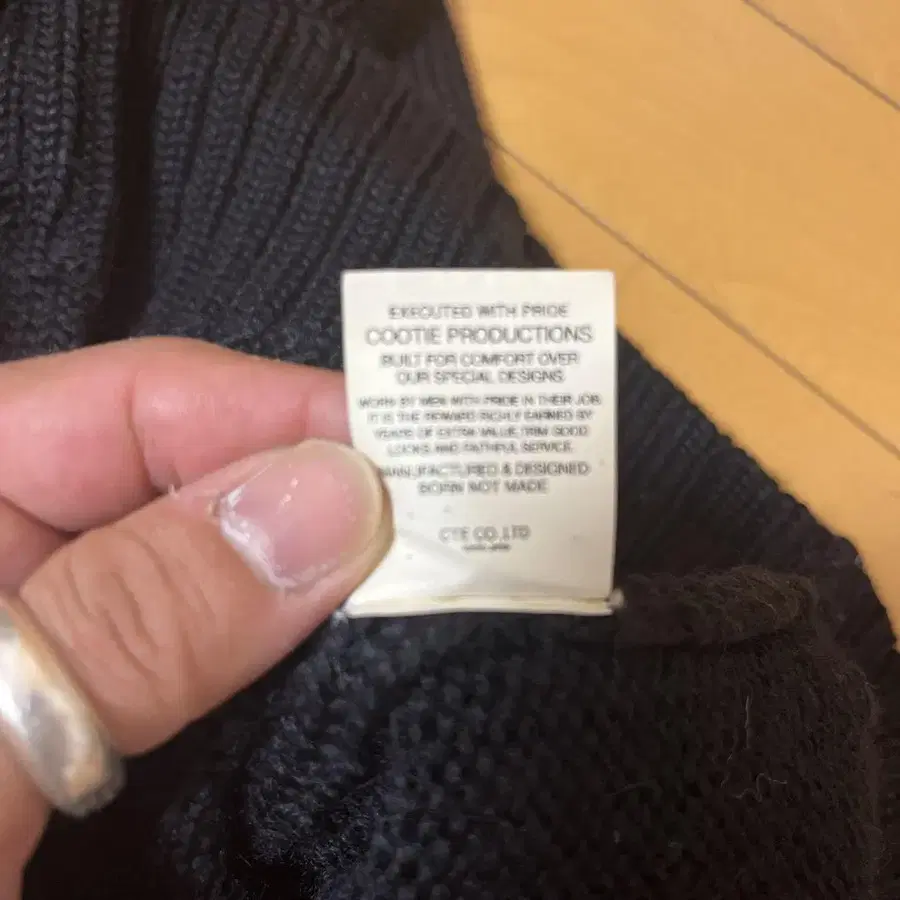 EXECUTED WITH PRIDE
COOTIE PRODUCTIONS
BUILT FOR COMFORT OVER
OUR SPECIAL DESIGNS
WORN BY MEN WITH PRIDE IN THEIR JOB.
IT IS THE REWARD RICHLY EARNED BY
YEARS OF EXTRA VALUE TRIM GOOD
LOOKS AND FAITHFUL SERVICE.
MANUFACTURED & DESIGNED
BORN NOT MADE
CTE CO.,LTD